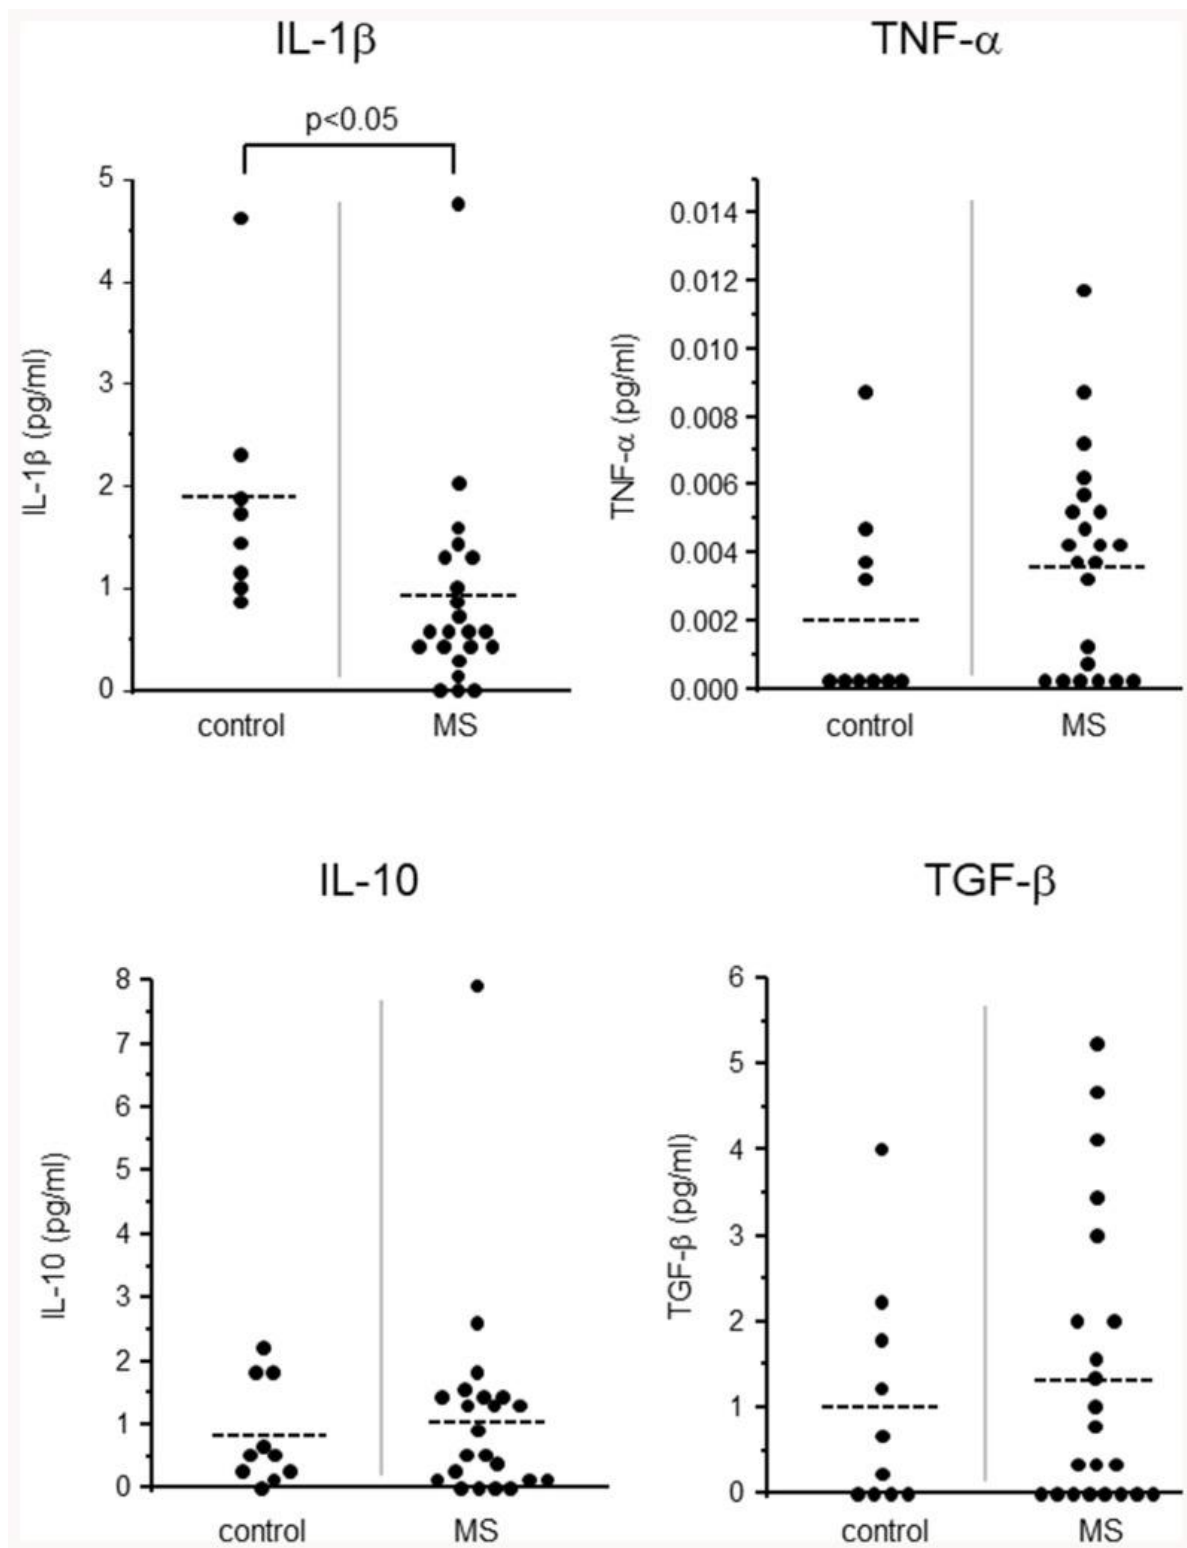 IL-1β
TNF-α
p<0.05
IL-1β (pg/ml)
5
4
3
2
1
0
control
MS
TNF-α (pg/ml)
0.014
0.012
0.010
0.008
0.006
0.004
0.002
0.000
control
MS
IL-10
TGF-β
IL-10 (pg/ml)
8
7
6
5
4
3
2
1
0
control
MS
TGF-β (pg/ml)
6
5
4
3
2
1
0
control
MS